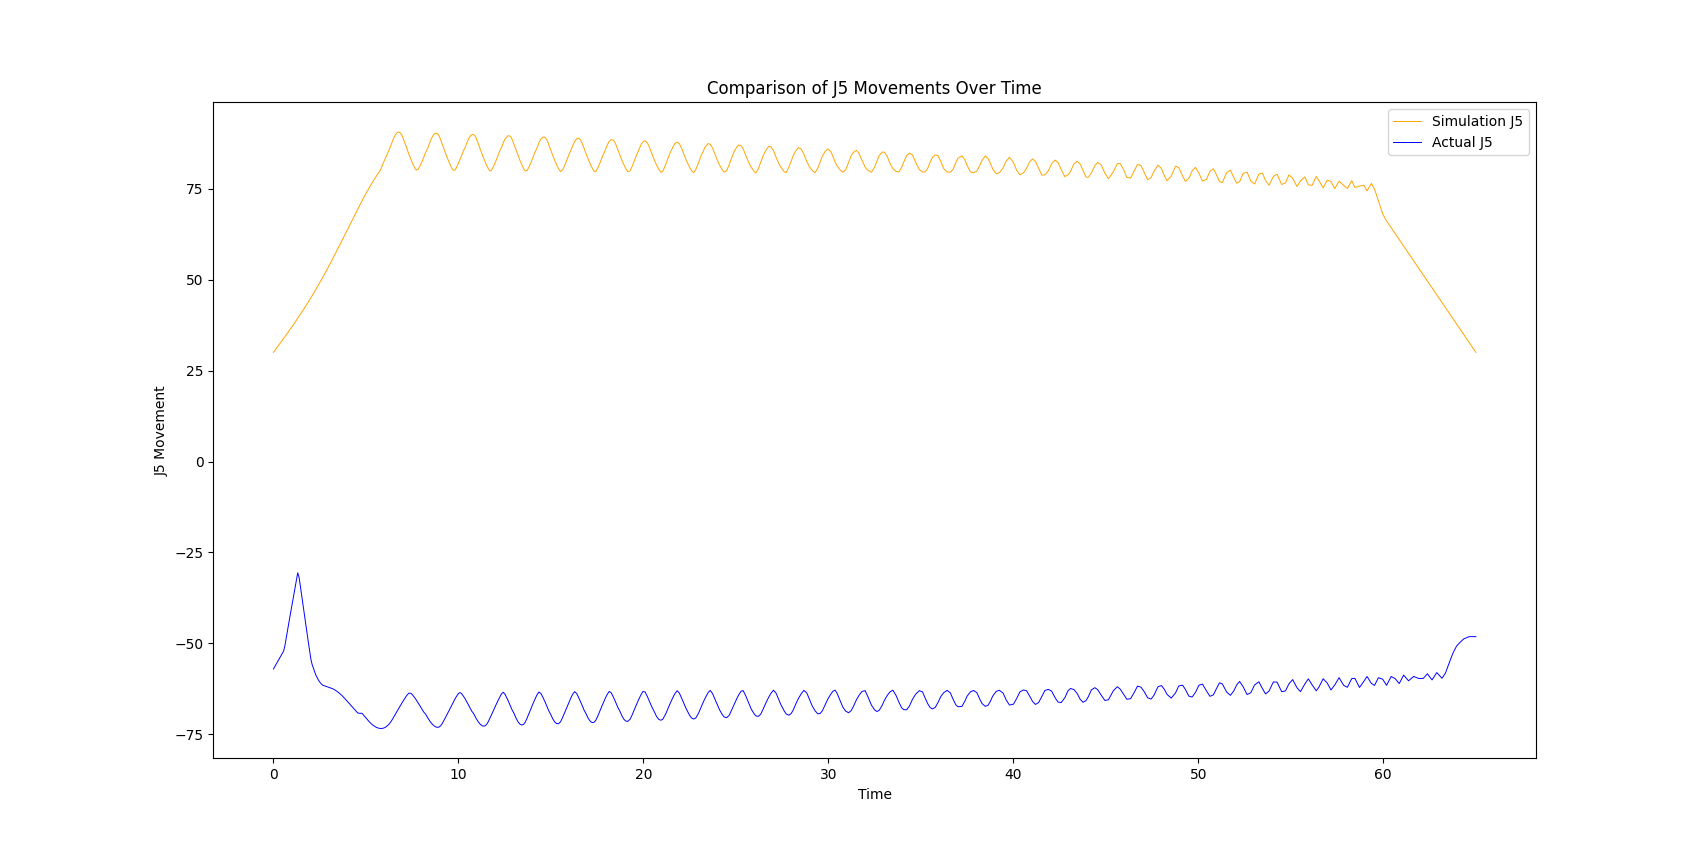 Comparison of J5 Movements Over Time
Simulation J5
Actual J5
J5 Movement
75
50
25
0
−25
−50
−75
0 10 20 30 40 50 60
Time